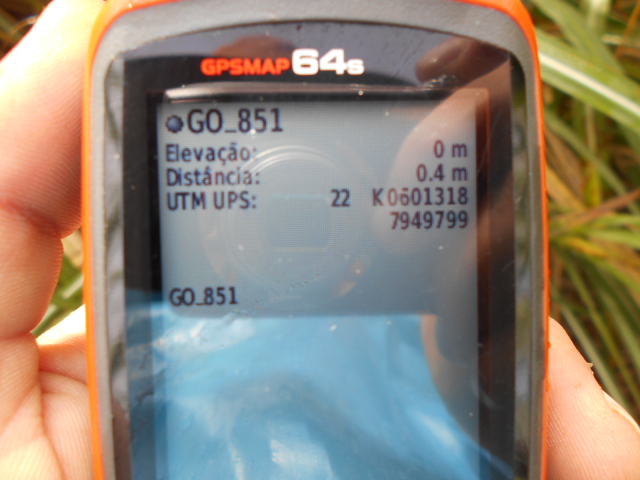 GPSMAP 64s
GO_851
Elevação: 0 m
Distância: 0.4 m
UTM UPS: 22 K 0601318
7949799
GO_851